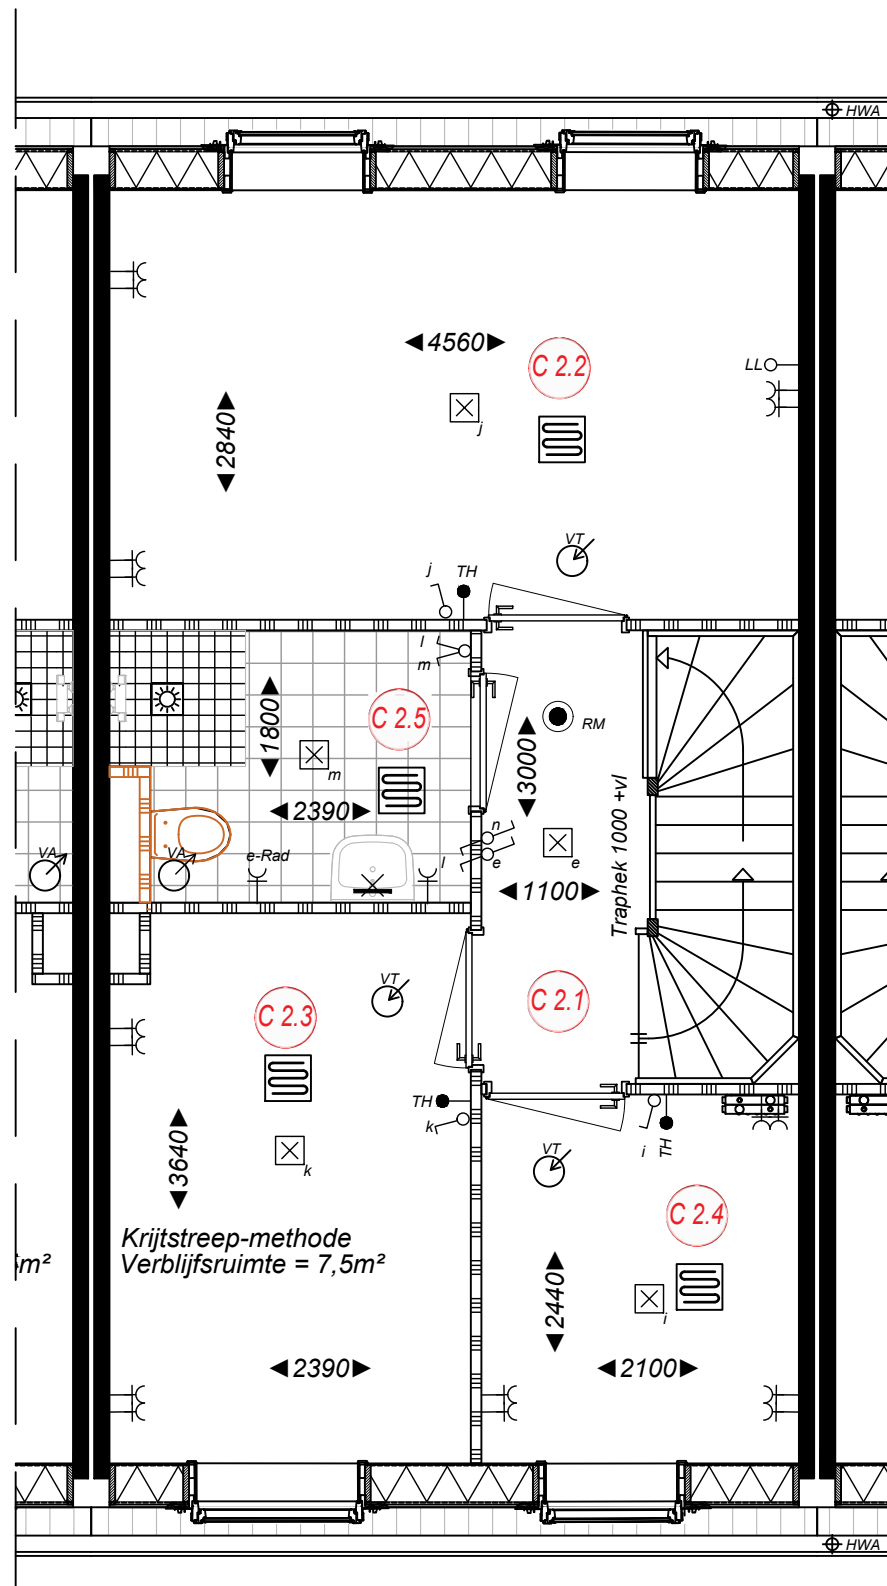 HWA
4560
C 2.2
LL
j
2840
VT
j
TH
l
m
C 2.5
1800
m
RM
3000
2390
n
e
e
Traphek 1000 +vl
VA
VA
e-Rad
l
1100
C 2.3
VT
C 2.1
TH
k
i
TH
k
VT
3640
C 2.4
Krijtstreep-methode
m²
Verblijfsruimte = 7,5m²
2440
i
2390
2100
HWA